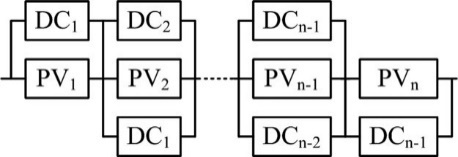 DC₁ DC₂ DCₙ₋₁
PV₁ PV₂ PVₙ₋₁ PVₙ
DC₁ DCₙ₋₂ DCₙ₋₁